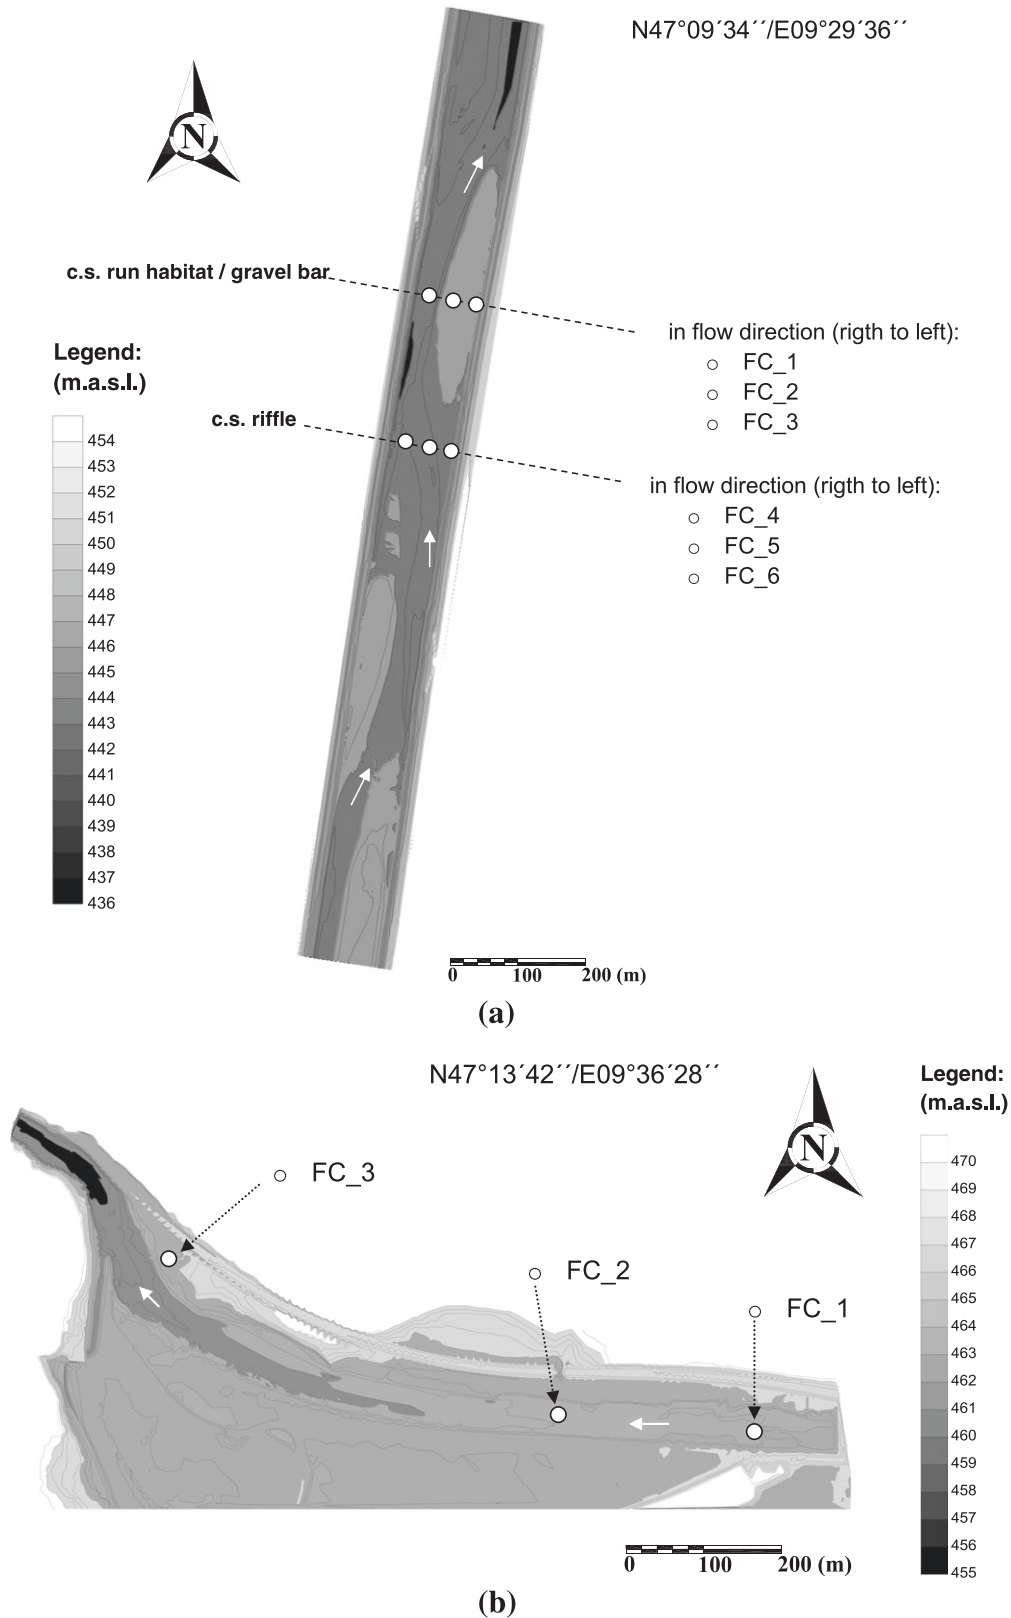 N47°09´34´´/E09°29´36´´
N
c.s. run habitat / gravel bar
in flow direction (rigth to left):
FC_1
FC_2
FC_3
Legend:
(m.a.s.l.)
c.s. riffle
in flow direction (rigth to left):
FC_4
FC_5
FC_6
454
453
452
451
450
449
448
447
446
445
444
443
442
441
440
439
438
437
436
0 100 200 (m)
(a)
N47°13´42´´/E09°36´28´´
Legend:
(m.a.s.l.)
N
FC_3
FC_2
FC_1
470
469
468
467
466
465
464
463
462
461
460
459
458
457
456
455
0 100 200 (m)
(b)